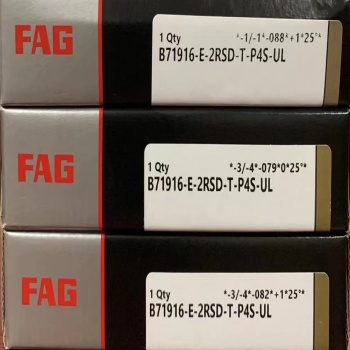 FAG
1 Qty *-1/-1*-088*+1*25°*
B71916-E-2RSD-T-P4S-UL
FAG
1 Qty *-3/-4*-079*0*25°*
B71916-E-2RSD-T-P4S-UL
FAG
1 Qty *-3/-4*-082*+1*25°*
B71916-E-2RSD-T-P4S-UL